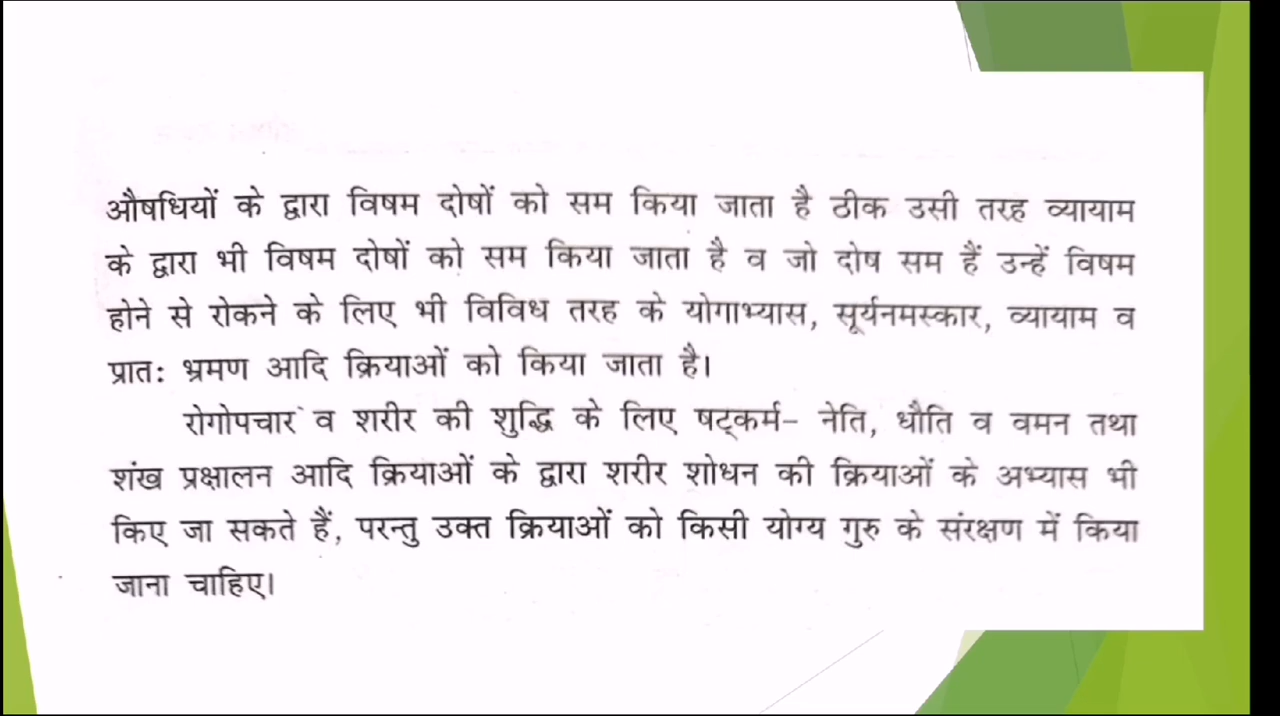 औषधियों के द्वारा विषम दोषों को सम किया जाता है ठीक उसी तरह व्यायाम
के द्वारा भी विषम दोषों को सम किया जाता है व जो दोष सम हैं उन्हें विषम
होने से रोकने के लिए भी विविध तरह के योगाभ्यास, सूर्यनमस्कार, व्यायाम व
प्रातः भ्रमण आदि क्रियाओं को किया जाता है।
रोगोपचार व शरीर की शुद्धि के लिए षट्कर्म- नेति, धौति व वमन तथा
शंख प्रक्षालन आदि क्रियाओं के द्वारा शरीर शोधन की क्रियाओं के अभ्यास भी
किए जा सकते हैं, परन्तु उक्त क्रियाओं को किसी योग्य गुरु के संरक्षण में किया
जाना चाहिए।